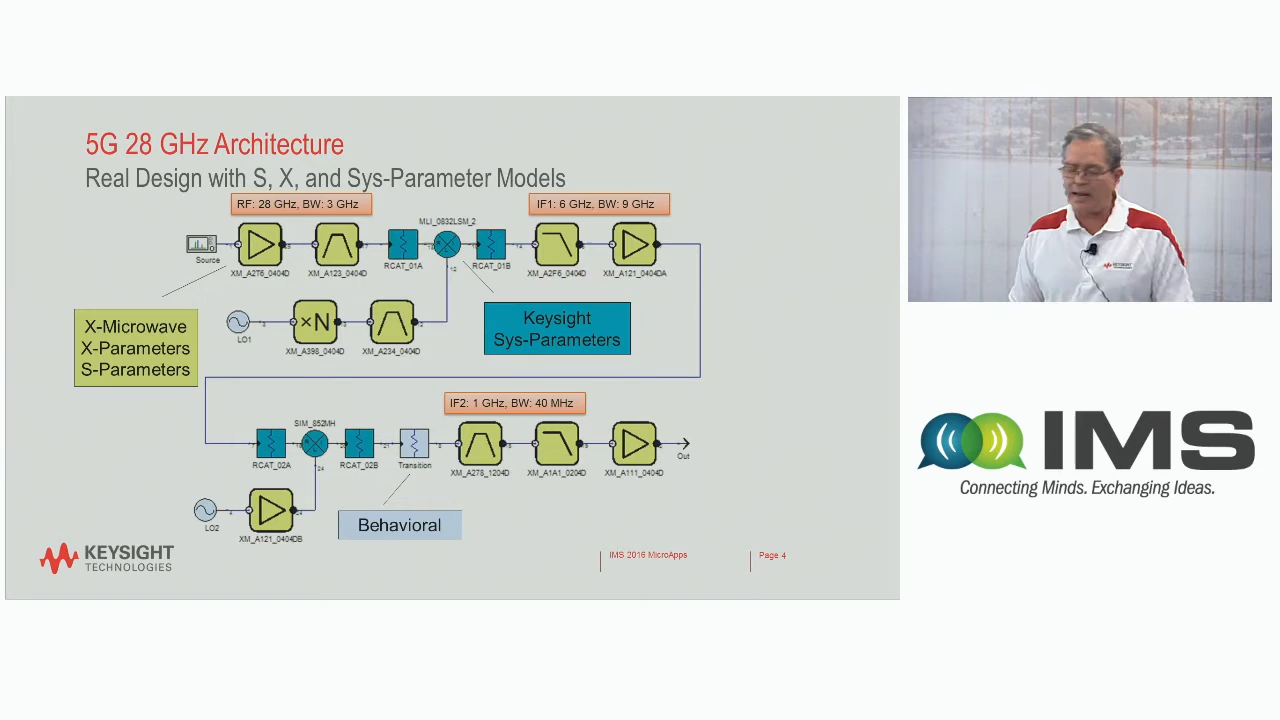 5G 28 GHz Architecture
Real Design with S, X, and Sys-Parameter Models
RF: 28 GHz, BW: 3 GHz
IF1: 6 GHz, BW: 9 GHz
MLI_0832LSM_2
Source
XM_A2T6_0404D
XM_A123_0404D
RCAT_01A
RCAT_01B
XM_A2F6_0404D
XM_A121_0404DA
×N
LO1
XM_A398_0404D
XM_A234_0404D
X-Microwave
X-Parameters
S-Parameters
Keysight
Sys-Parameters
IF2: 1 GHz, BW: 40 MHz
SIM_852MH
RCAT_02A
RCAT_02B
Transition
XM_A278_1204D
XM_A1A1_0204D
XM_A111_0404D
Out
LO2
XM_A121_0404DB
Behavioral
KEYSIGHT
TECHNOLOGIES
IMS 2016 MicroApps
Page 4
KEYSIGHT
IMS
Connecting Minds. Exchanging Ideas.